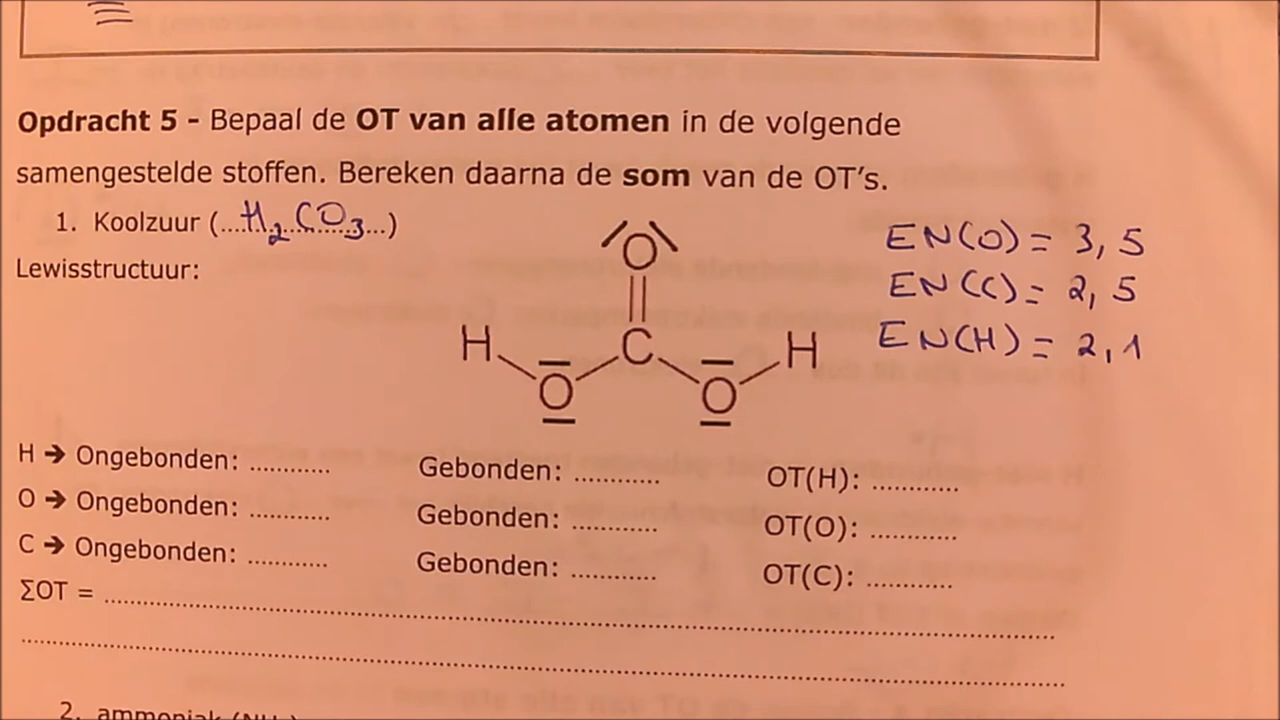 Opdracht 5 - Bepaal de OT van alle atomen in de volgende
samengestelde stoffen. Bereken daarna de som van de OT's.
1. Koolzuur (....H₂CO₃...)
Lewisstructuur:
EN(O) = 3,5
EN(C) = 2,5
EN(H) = 2,1
O
H C H
O O
H → Ongebonden: ........... Gebonden: ............ OT(H): ............
O → Ongebonden: ........... Gebonden: ............ OT(O): ............
C → Ongebonden: ........... Gebonden: ............ OT(C): ............
∑OT = ............................................................
............................................................
2. ammoniak (NH₃)